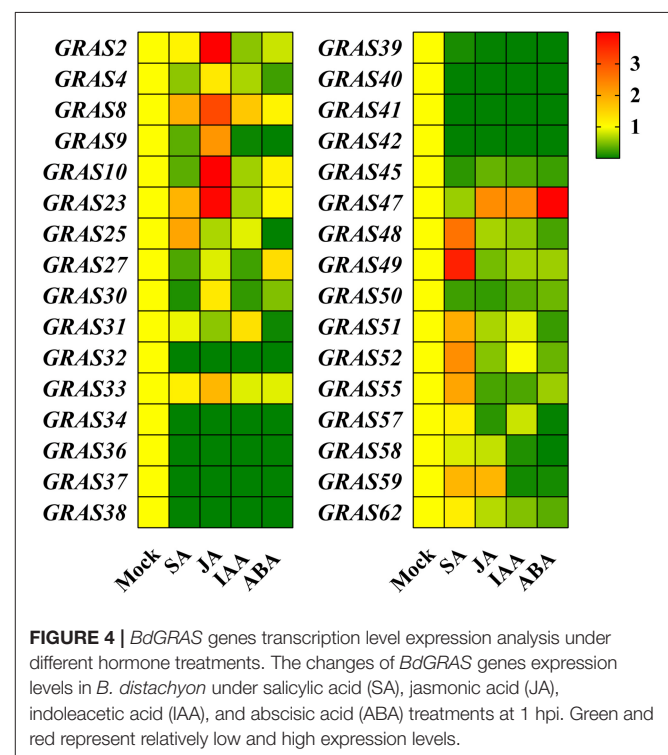 GRAS2
GRAS4
GRAS8
GRAS9
GRAS10
GRAS23
GRAS25
GRAS27
GRAS30
GRAS31
GRAS32
GRAS33
GRAS34
GRAS36
GRAS37
GRAS38
Mock SA JA IAA ABA
GRAS39
GRAS40
GRAS41
GRAS42
GRAS45
GRAS47
GRAS48
GRAS49
GRAS50
GRAS51
GRAS52
GRAS55
GRAS57
GRAS58
GRAS59
GRAS62
Mock SA JA IAA ABA
3
2
1
FIGURE 4 | BdGRAS genes transcription level expression analysis under
different hormone treatments. The changes of BdGRAS genes expression
levels in B. distachyon under salicylic acid (SA), jasmonic acid (JA),
indoleacetic acid (IAA), and abscisic acid (ABA) treatments at 1 hpi. Green and
red represent relatively low and high expression levels.